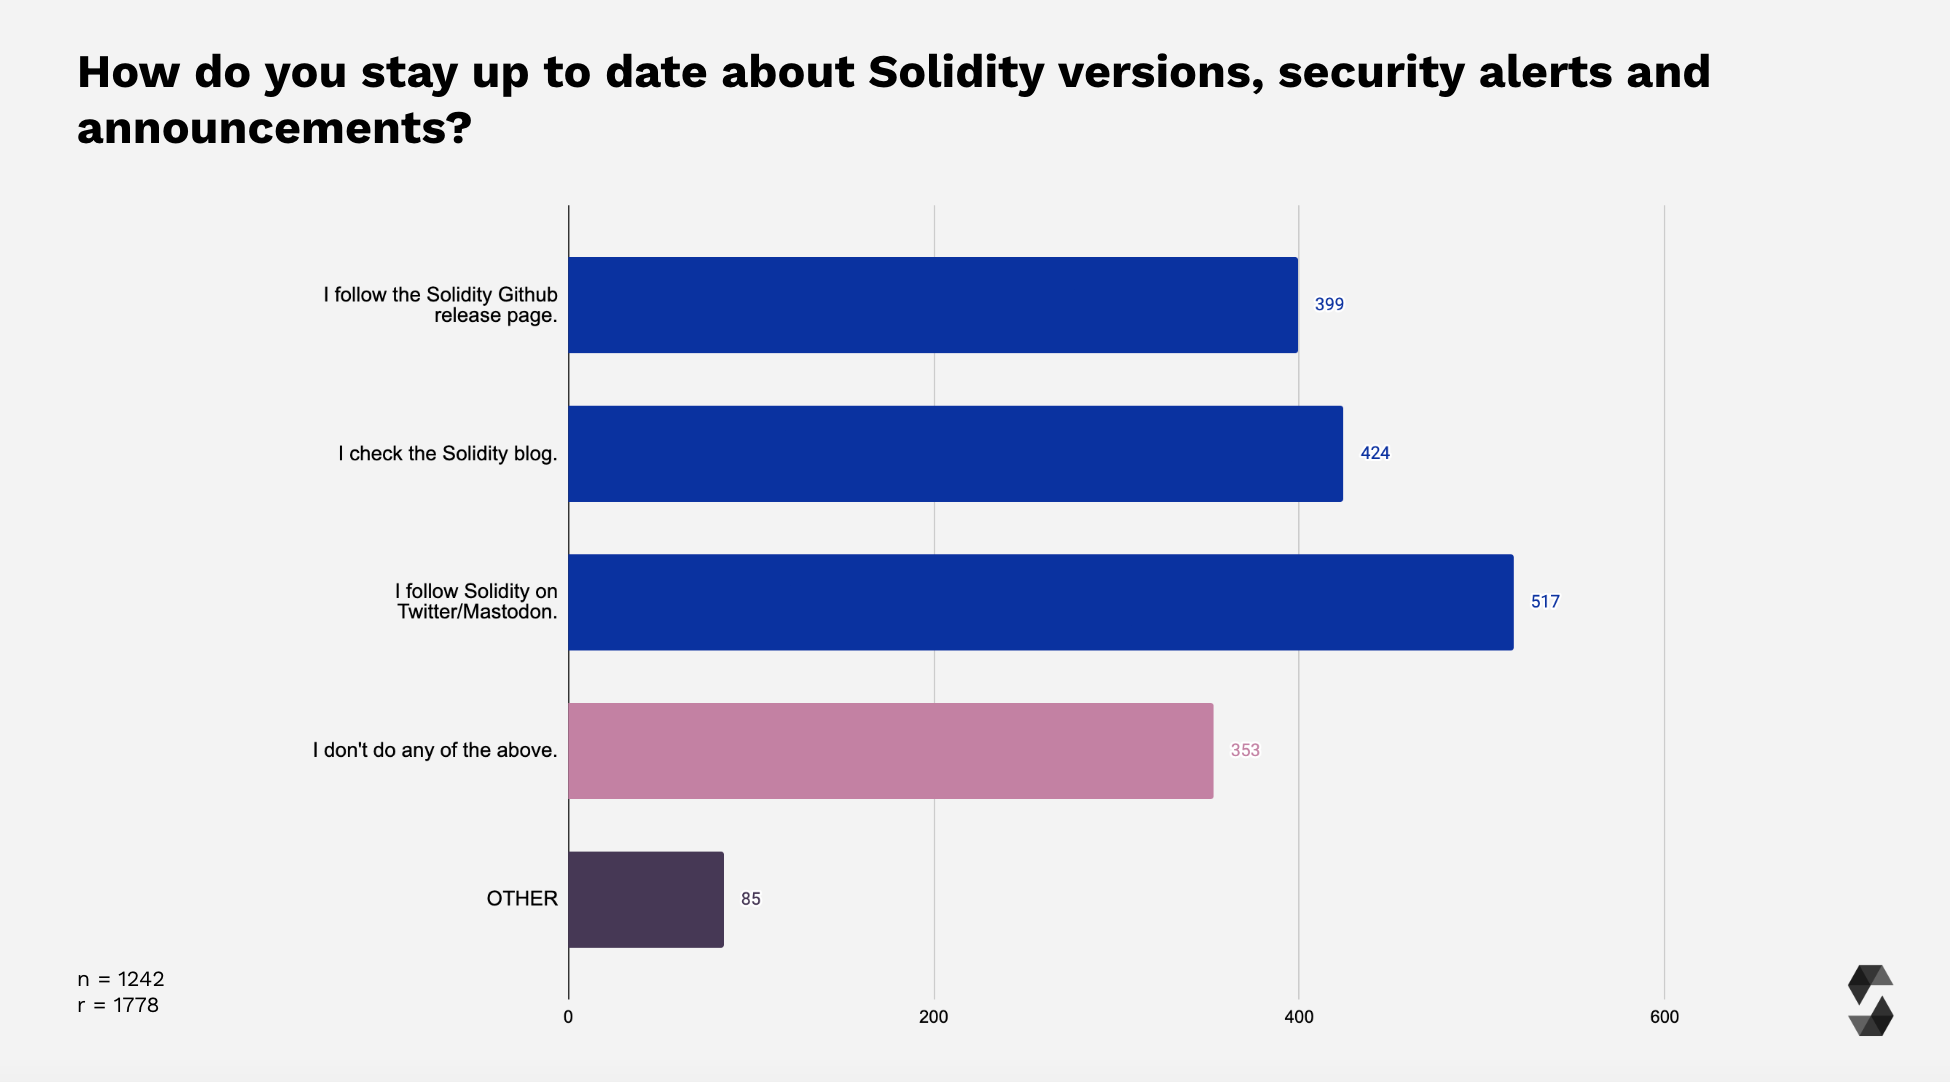 How do you stay up to date about Solidity versions, security alerts and
announcements?
I follow the Solidity Github
release page.
399
I check the Solidity blog.
424
I follow Solidity on
Twitter/Mastodon.
517
I don't do any of the above.
353
OTHER
85
n = 1242
r = 1778
0
200
400
600